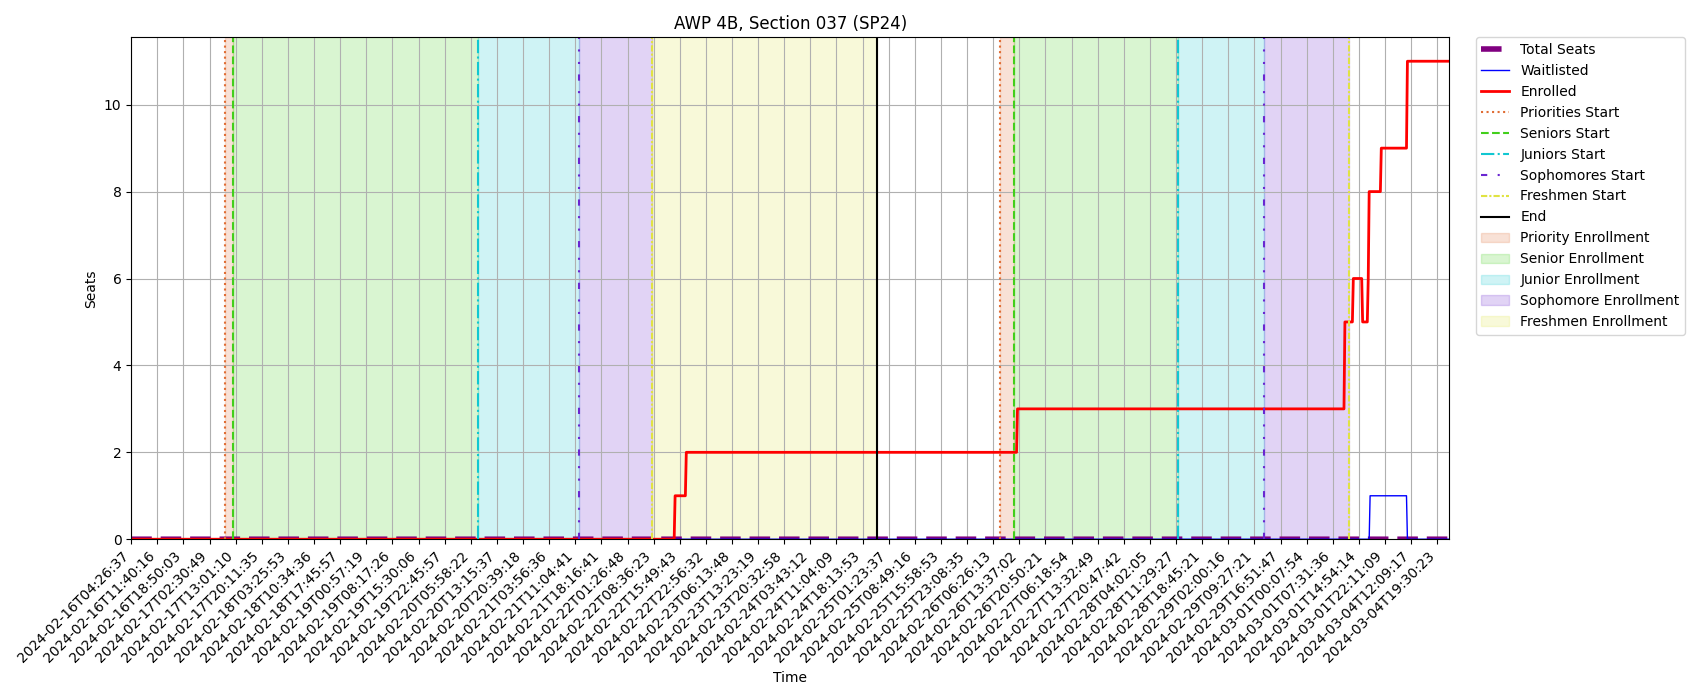 AWP 4B, Section 037 (SP24)
Total Seats
Waitlisted
Enrolled
Priorities Start
Seniors Start
Juniors Start
Sophomores Start
Freshmen Start
End
Priority Enrollment
Senior Enrollment
Junior Enrollment
Sophomore Enrollment
Freshmen Enrollment
Seats
10
8
6
4
2
0
2024-02-16T04:26:37
2024-02-16T11:40:16
2024-02-16T18:50:03
2024-02-17T02:30:49
2024-02-17T13:01:10
2024-02-17T20:11:35
2024-02-18T03:25:53
2024-02-18T10:34:36
2024-02-18T17:45:57
2024-02-19T00:57:19
2024-02-19T08:17:26
2024-02-19T15:30:06
2024-02-19T22:45:57
2024-02-20T05:58:22
2024-02-20T13:15:37
2024-02-20T20:39:18
2024-02-21T03:56:36
2024-02-21T11:04:41
2024-02-21T18:16:41
2024-02-22T01:26:48
2024-02-22T08:36:23
2024-02-22T15:49:43
2024-02-22T22:56:32
2024-02-23T06:13:48
2024-02-23T13:23:19
2024-02-23T20:32:58
2024-02-24T03:43:12
2024-02-24T11:04:09
2024-02-24T18:13:53
2024-02-25T01:23:37
2024-02-25T08:49:16
2024-02-25T15:58:53
2024-02-25T23:08:35
2024-02-26T06:26:13
2024-02-26T13:37:02
2024-02-26T20:50:21
2024-02-27T06:18:54
2024-02-27T13:32:49
2024-02-27T20:47:42
2024-02-28T04:02:05
2024-02-28T11:29:27
2024-02-28T18:45:21
2024-02-29T02:00:16
2024-02-29T09:27:21
2024-02-29T16:51:47
2024-03-01T00:07:54
2024-03-01T07:31:36
2024-03-01T14:54:14
2024-03-01T22:11:09
2024-03-04T12:09:17
2024-03-04T19:30:23
Time